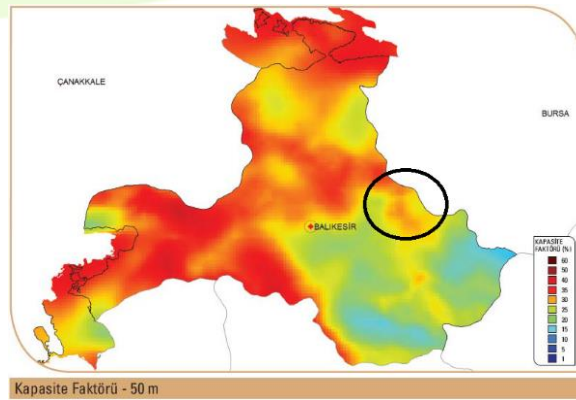 ÇANAKKALE
BURSA
BALIKESİR
KAPASİTE
FAKTÖRÜ (%)
60
50
45
40
35
30
25
20
15
10
5
1
Kapasite Faktörü - 50 m